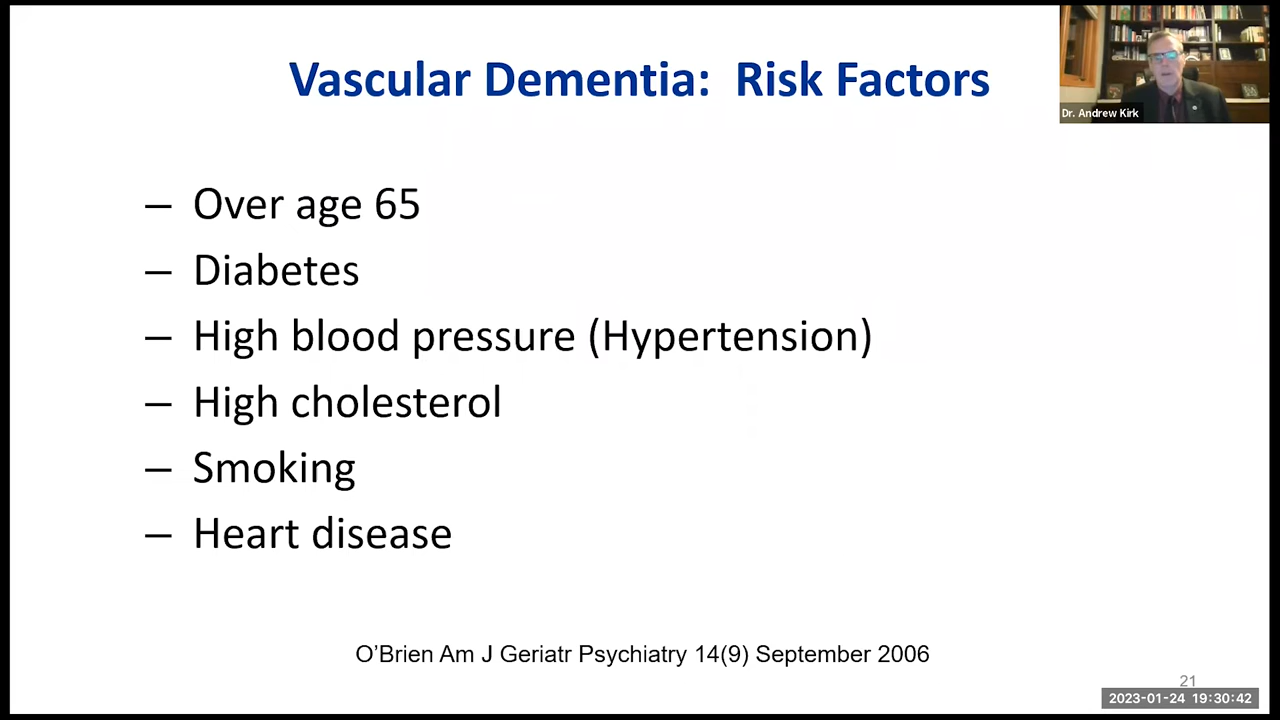 Vascular Dementia: Risk Factors
Dr. Andrew Kirk
– Over age 65
– Diabetes
– High blood pressure (Hypertension)
– High cholesterol
– Smoking
– Heart disease
O'Brien Am J Geriatr Psychiatry 14(9) September 2006
21
2023-01-24 19:30:42